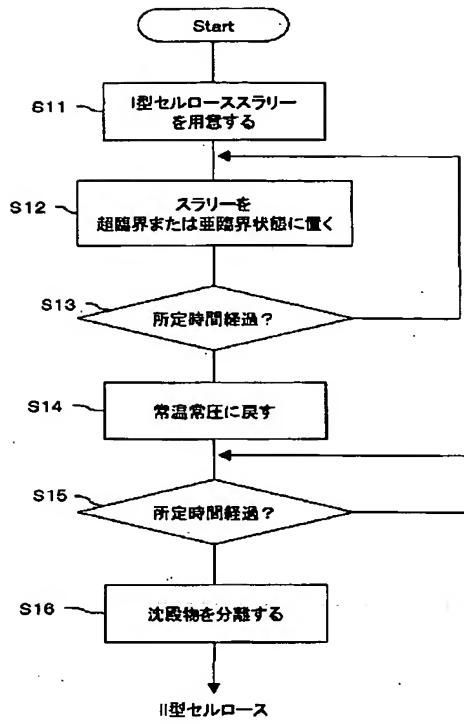 Start
S11
I型セルローススラリー
を用意する
S12
スラリーを
超臨界または亜臨界状態に置く
S13
所定時間経過？
S14
常温常圧に戻す
S15
所定時間経過？
S16
沈殿物を分離する
II型セルロース